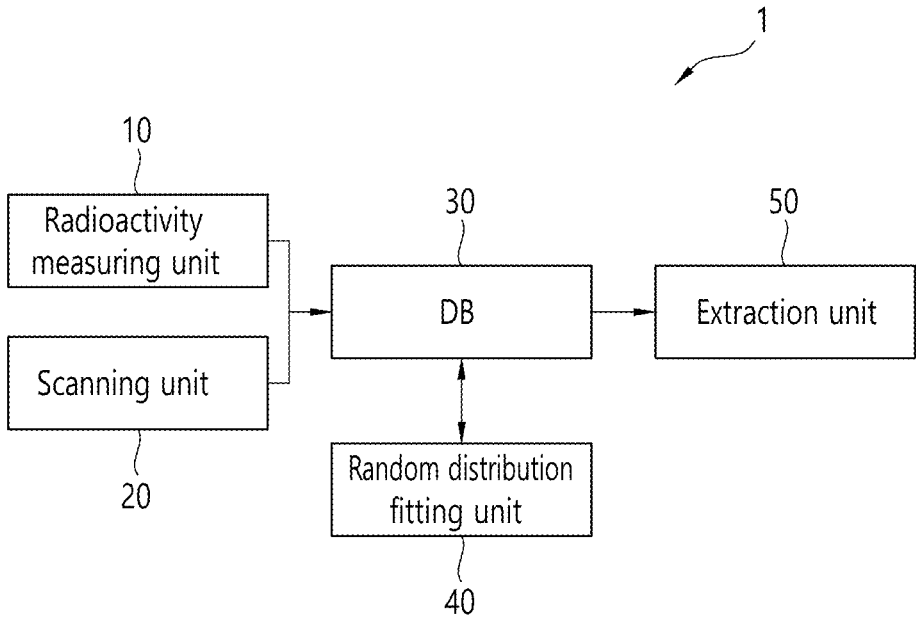 1
10
Radioactivity
measuring unit
30
DB
50
Extraction unit
Scanning unit
20
Random distribution
fitting unit
40